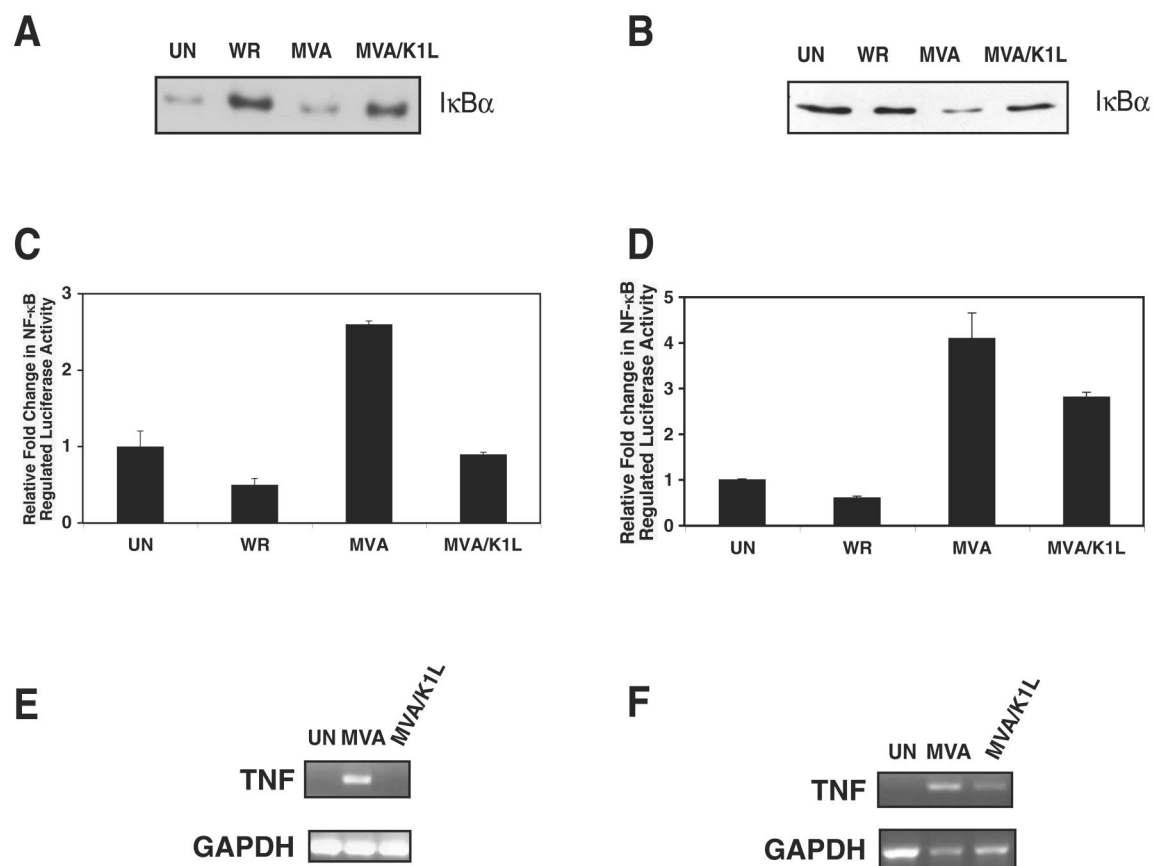 A
UN WR MVA MVA/K1L
IκBα
B
UN WR MVA MVA/K1L
IκBα
C
Relative Fold Change in NF-κB
Regulated Luciferase Activity
3
2
1
0
UN WR MVA MVA/K1L
D
Relative Fold change in NF-κB
Regulated Luciferase Activity
5
4
3
2
1
0
UN WR MVA MVA/K1L
E
UN MVA MVA/K1L
TNF
GAPDH
F
UN MVA MVA/K1L
TNF
GAPDH